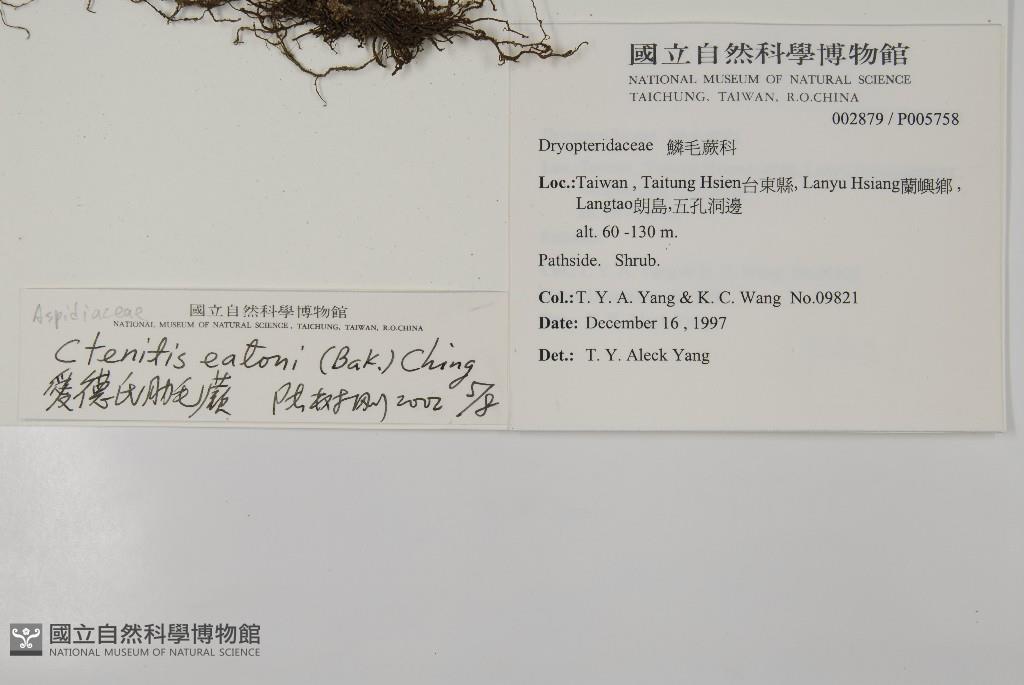 國立自然科學博物館
NATIONAL MUSEUM OF NATURAL SCIENCE
TAICHUNG, TAIWAN, R.O.CHINA
002879 / P005758
Dryopteridaceae 鱗毛蕨科
Loc.:Taiwan , Taitung Hsien台東縣, Lanyu Hsiang蘭嶼鄉 ,
Langtao朗島,五孔洞邊
alt. 60 -130 m.
Pathside. Shrub.
Col.:T. Y. A. Yang & K. C. Wang No.09821
Date: December 16 , 1997
Det.: T. Y. Aleck Yang
Aspidiaceae
國立自然科學博物館
NATIONAL MUSEUM OF NATURAL SCIENCE, TAICHUNG, TAIWAN, R.O.CHINA
Ctenitis eatoni (Bak.) Ching
愛德氏肋毛蕨 2002 5/8
國立自然科學博物館
NATIONAL MUSEUM OF NATURAL SCIENCE